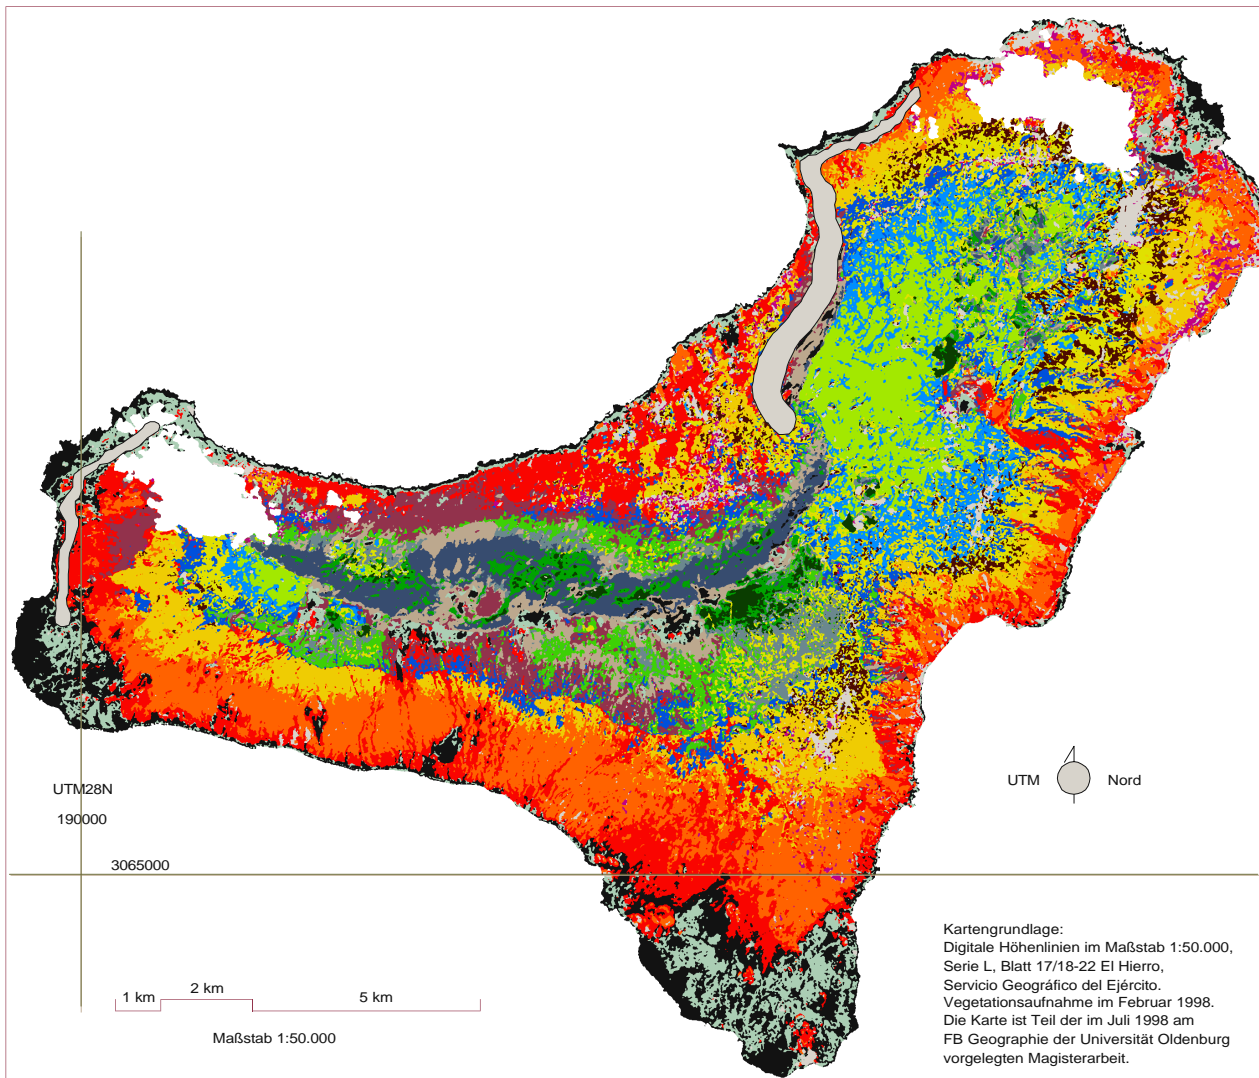 UTM
Nord
UTM28N
190000
3065000
Kartengrundlage:
Digitale Höhenlinien im Maßstab 1:50.000,
Serie L, Blatt 17/18-22 El Hierro,
Servicio Geográfico del Ejército.
Vegetationsaufnahme im Februar 1998.
Die Karte ist Teil der im Juli 1998 am
FB Geographie der Universität Oldenburg
vorgelegten Magisterarbeit.
1 km 2 km 5 km
Maßstab 1:50.000